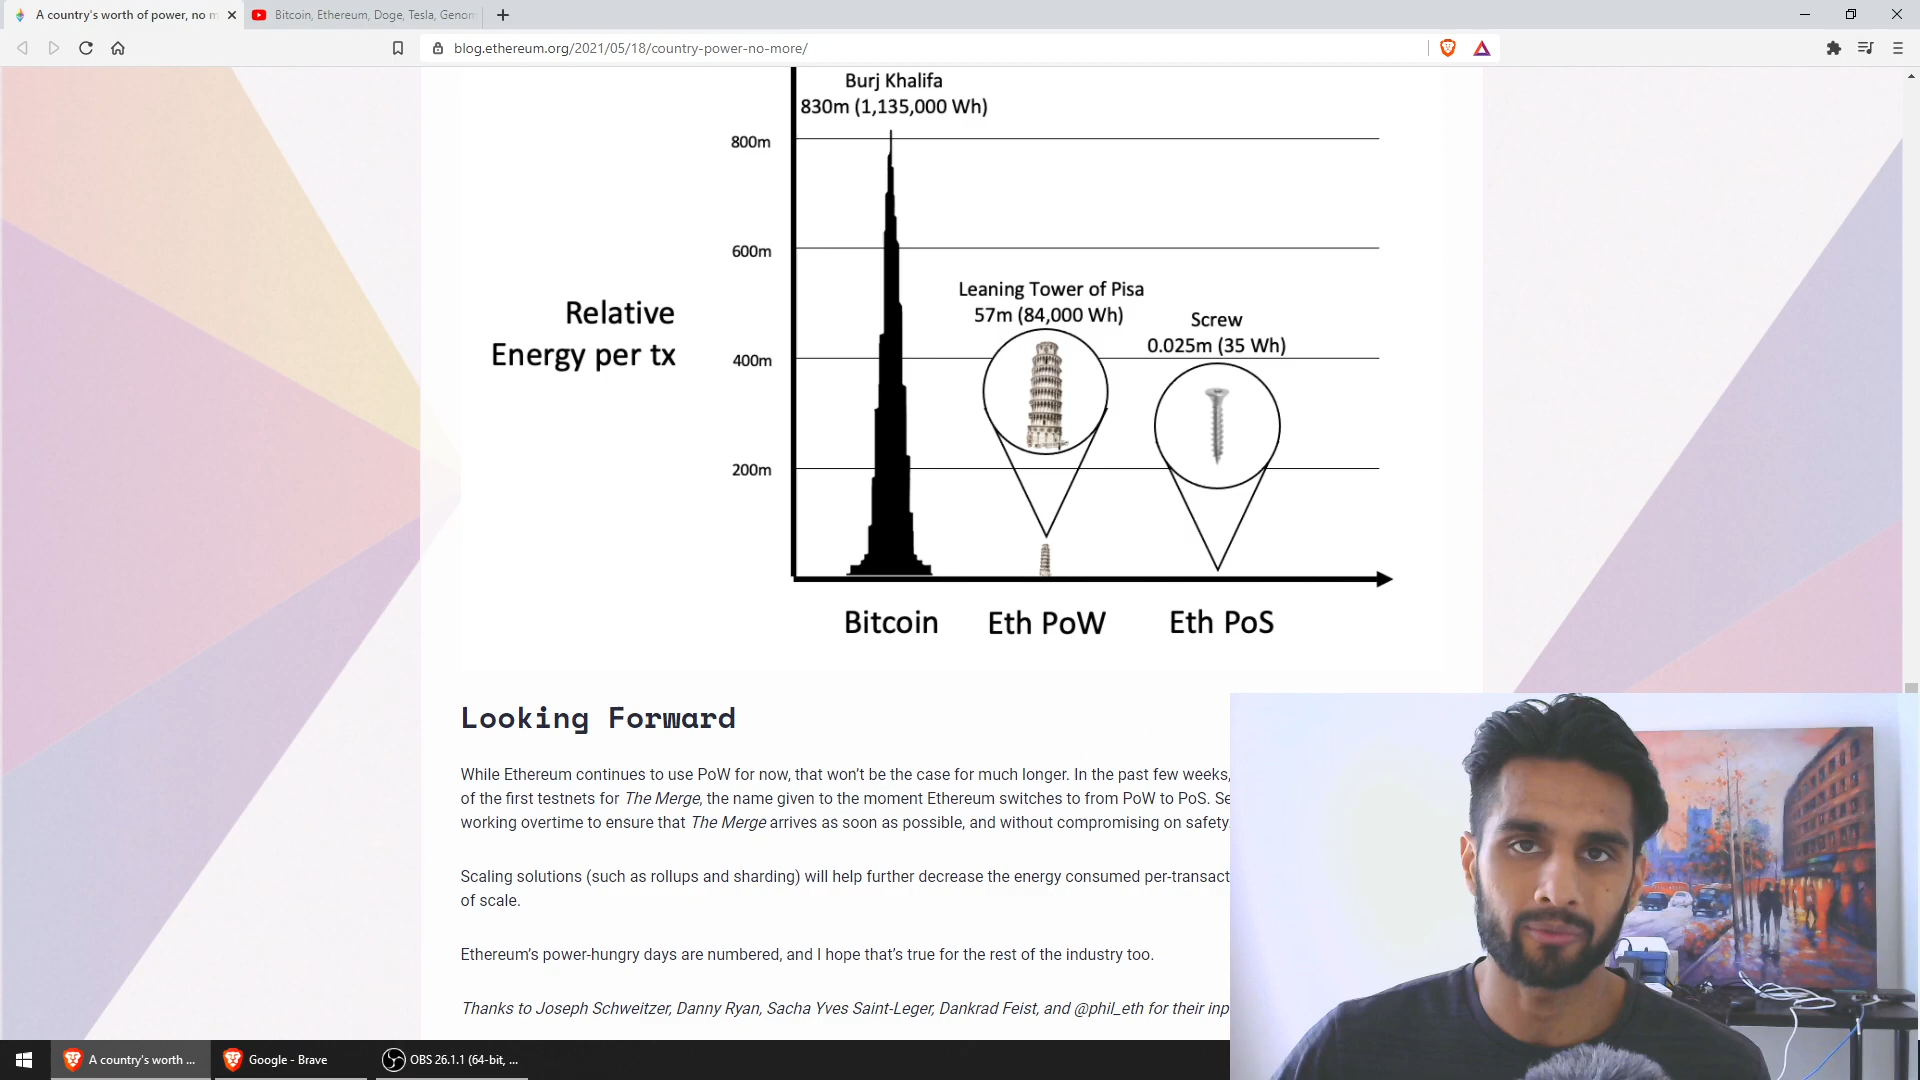 A country's worth of power, no m
Bitcoin, Ethereum, Doge, Tesla, Genom
blog.ethereum.org/2021/05/18/country-power-no-more/
Burj Khalifa
830m (1,135,000 Wh)
800m
600m
Leaning Tower of Pisa
57m (84,000 Wh)
Screw
0.025m (35 Wh)
Relative
Energy per tx
400m
200m
Bitcoin
Eth PoW
Eth PoS
Looking Forward
While Ethereum continues to use PoW for now, that won't be the case for much longer. In the past few weeks,
of the first testnets for The Merge, the name given to the moment Ethereum switches to from PoW to PoS. Se
working overtime to ensure that The Merge arrives as soon as possible, and without compromising on safety.
Scaling solutions (such as rollups and sharding) will help further decrease the energy consumed per-transact
of scale.
Ethereum's power-hungry days are numbered, and I hope that's true for the rest of the industry too.
Thanks to Joseph Schweitzer, Danny Ryan, Sacha Yves Saint-Leger, Dankrad Feist, and @phil_eth for their inp
A country's worth ...
Google - Brave
OBS 26.1.1 (64-bit, ...